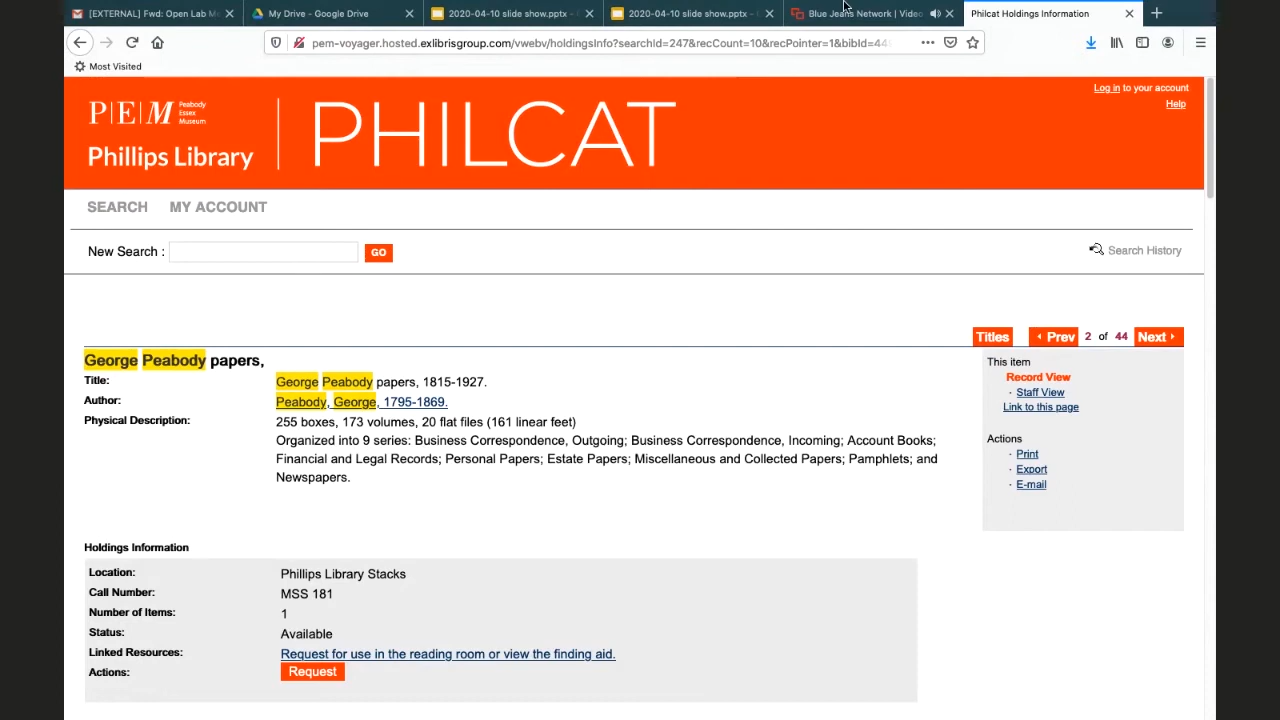 [EXTERNAL] Fwd: Open Lab M
My Drive - Google Drive
2020-04-10 slide show.pptx -
2020-04-10 slide show.pptx -
Blue Jeans Network | Video
Philcat Holdings Information
pem-voyager.hosted.exlibrisgroup.com/vwebv/holdingsInfo?searchId=247&recCount=10&recPointer=1&bibId=44
Most Visited
Log in to your account
Help
P|E|M Peabody
Essex
Museum
Phillips Library
PHILCAT
SEARCH MY ACCOUNT
New Search : GO
Search History
Titles Prev 2 of 44 Next
George Peabody papers,
Title: George Peabody papers, 1815-1927.
Author: Peabody, George, 1795-1869.
Physical Description: 255 boxes, 173 volumes, 20 flat files (161 linear feet)
Organized into 9 series: Business Correspondence, Outgoing; Business Correspondence, Incoming; Account Books;
Financial and Legal Records; Personal Papers; Estate Papers; Miscellaneous and Collected Papers; Pamphlets; and
Newspapers.
This item
Record View
· Staff View
Link to this page
Actions
· Print
· Export
· E-mail
Holdings Information
Location: Phillips Library Stacks
Call Number: MSS 181
Number of Items: 1
Status: Available
Linked Resources: Request for use in the reading room or view the finding aid.
Actions: Request